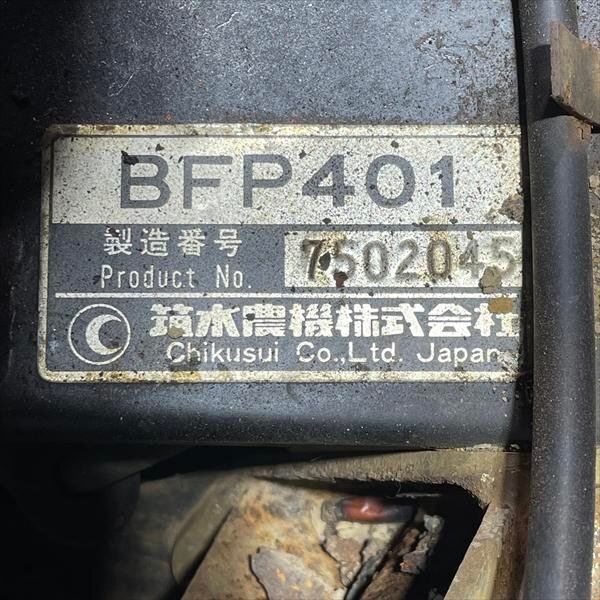 BFP401
製造番号
Product No.
7502045
筑水農機株式会社
Chikusui Co.,Ltd. Japan